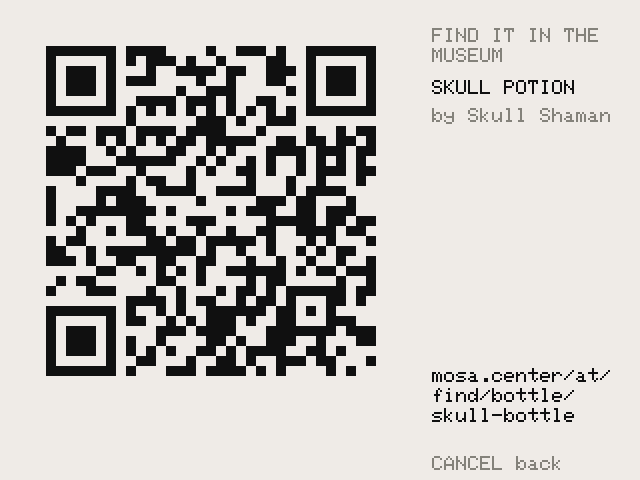 FIND IT IN THE
MUSEUM
SKULL POTION
by Skull Shaman
mosa.center/at/
find/bottle/
skull-bottle
CANCEL back